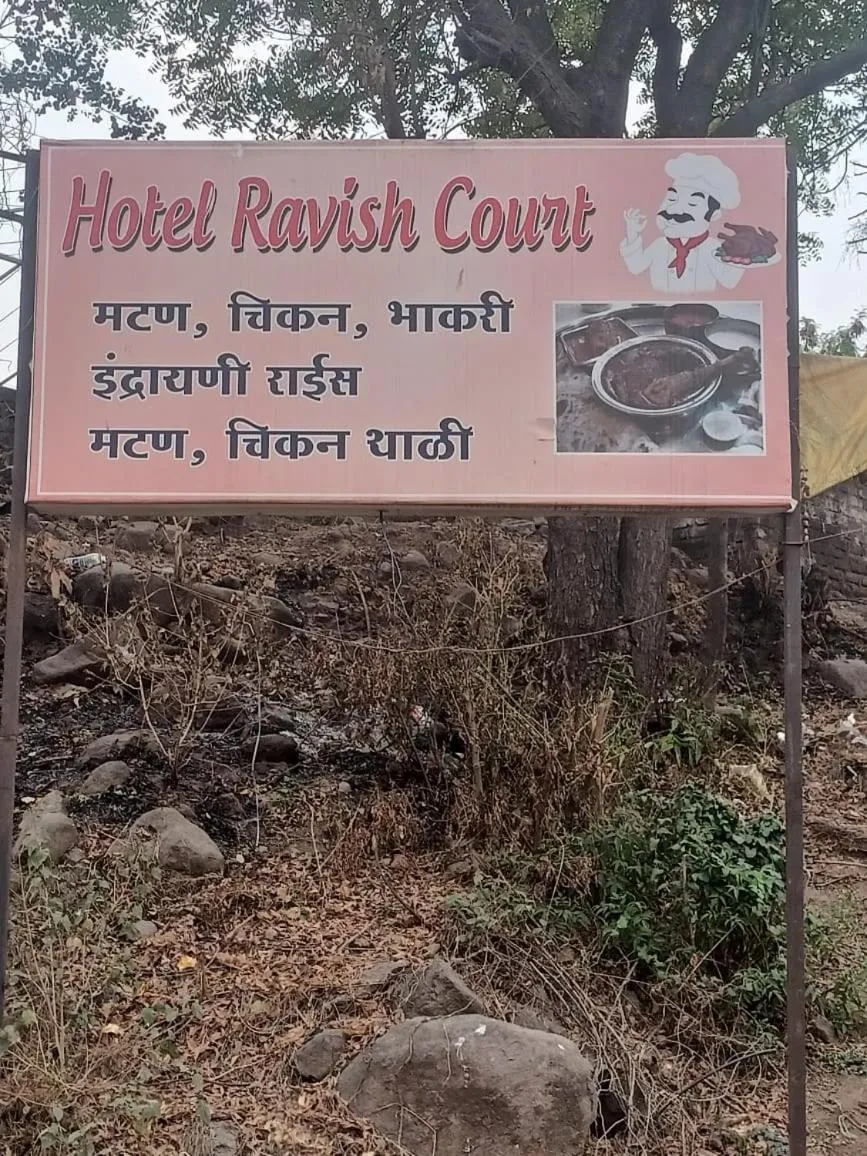 Hotel Ravish Court
मटण, चिकन, भाकरी
इंद्रायणी राईस
मटण, चिकन थाळी